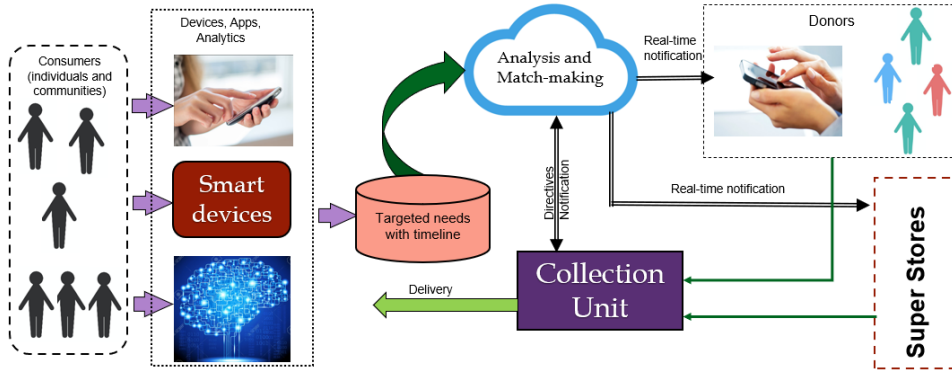 Consumers
(individuals and
communities)
Devices, Apps,
Analytics
Smart
devices
Targeted needs
with timeline
Analysis and
Match-making
Real-time
notification
Donors
Directives
Notification
Real-time notification
Collection
Unit
Delivery
Super Stores